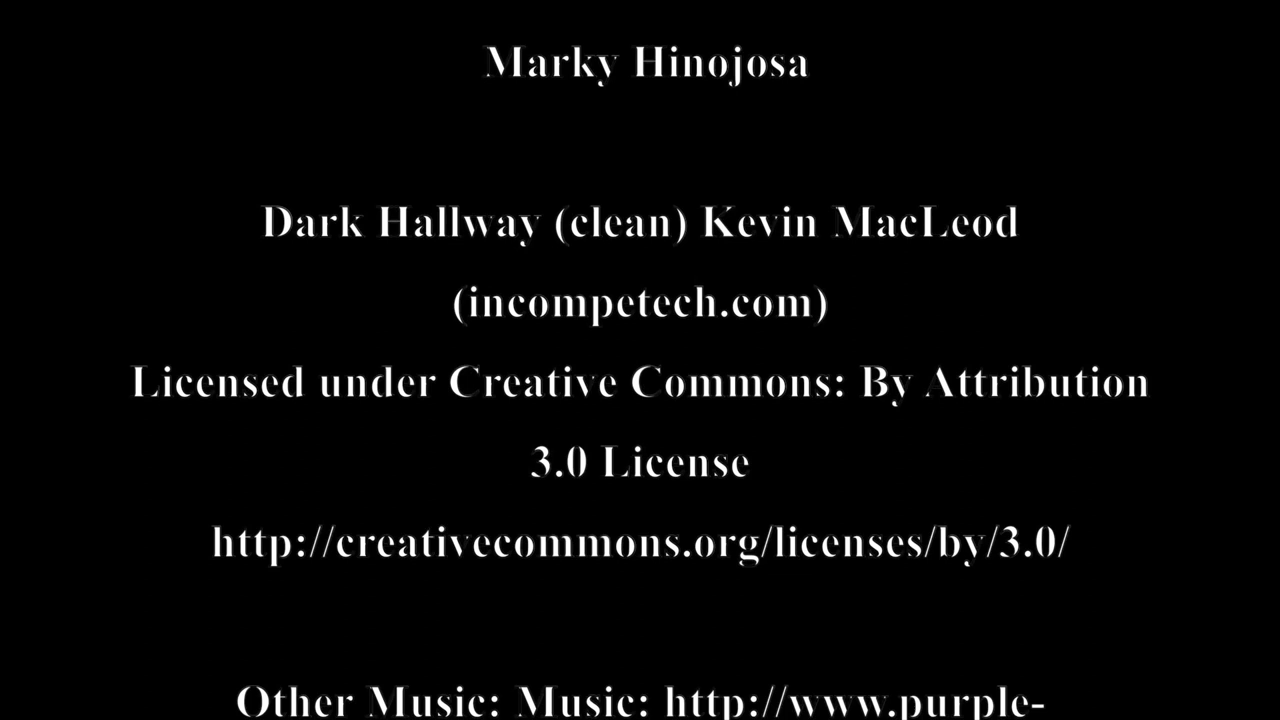 Marky Hinojosa
Dark Hallway (clean) Kevin MacLeod
(incompetech.com)
Licensed under Creative Commons: By Attribution
3.0 License
http://creativecommons.org/licenses/by/3.0/
Other Music: Music: http://www.purple-